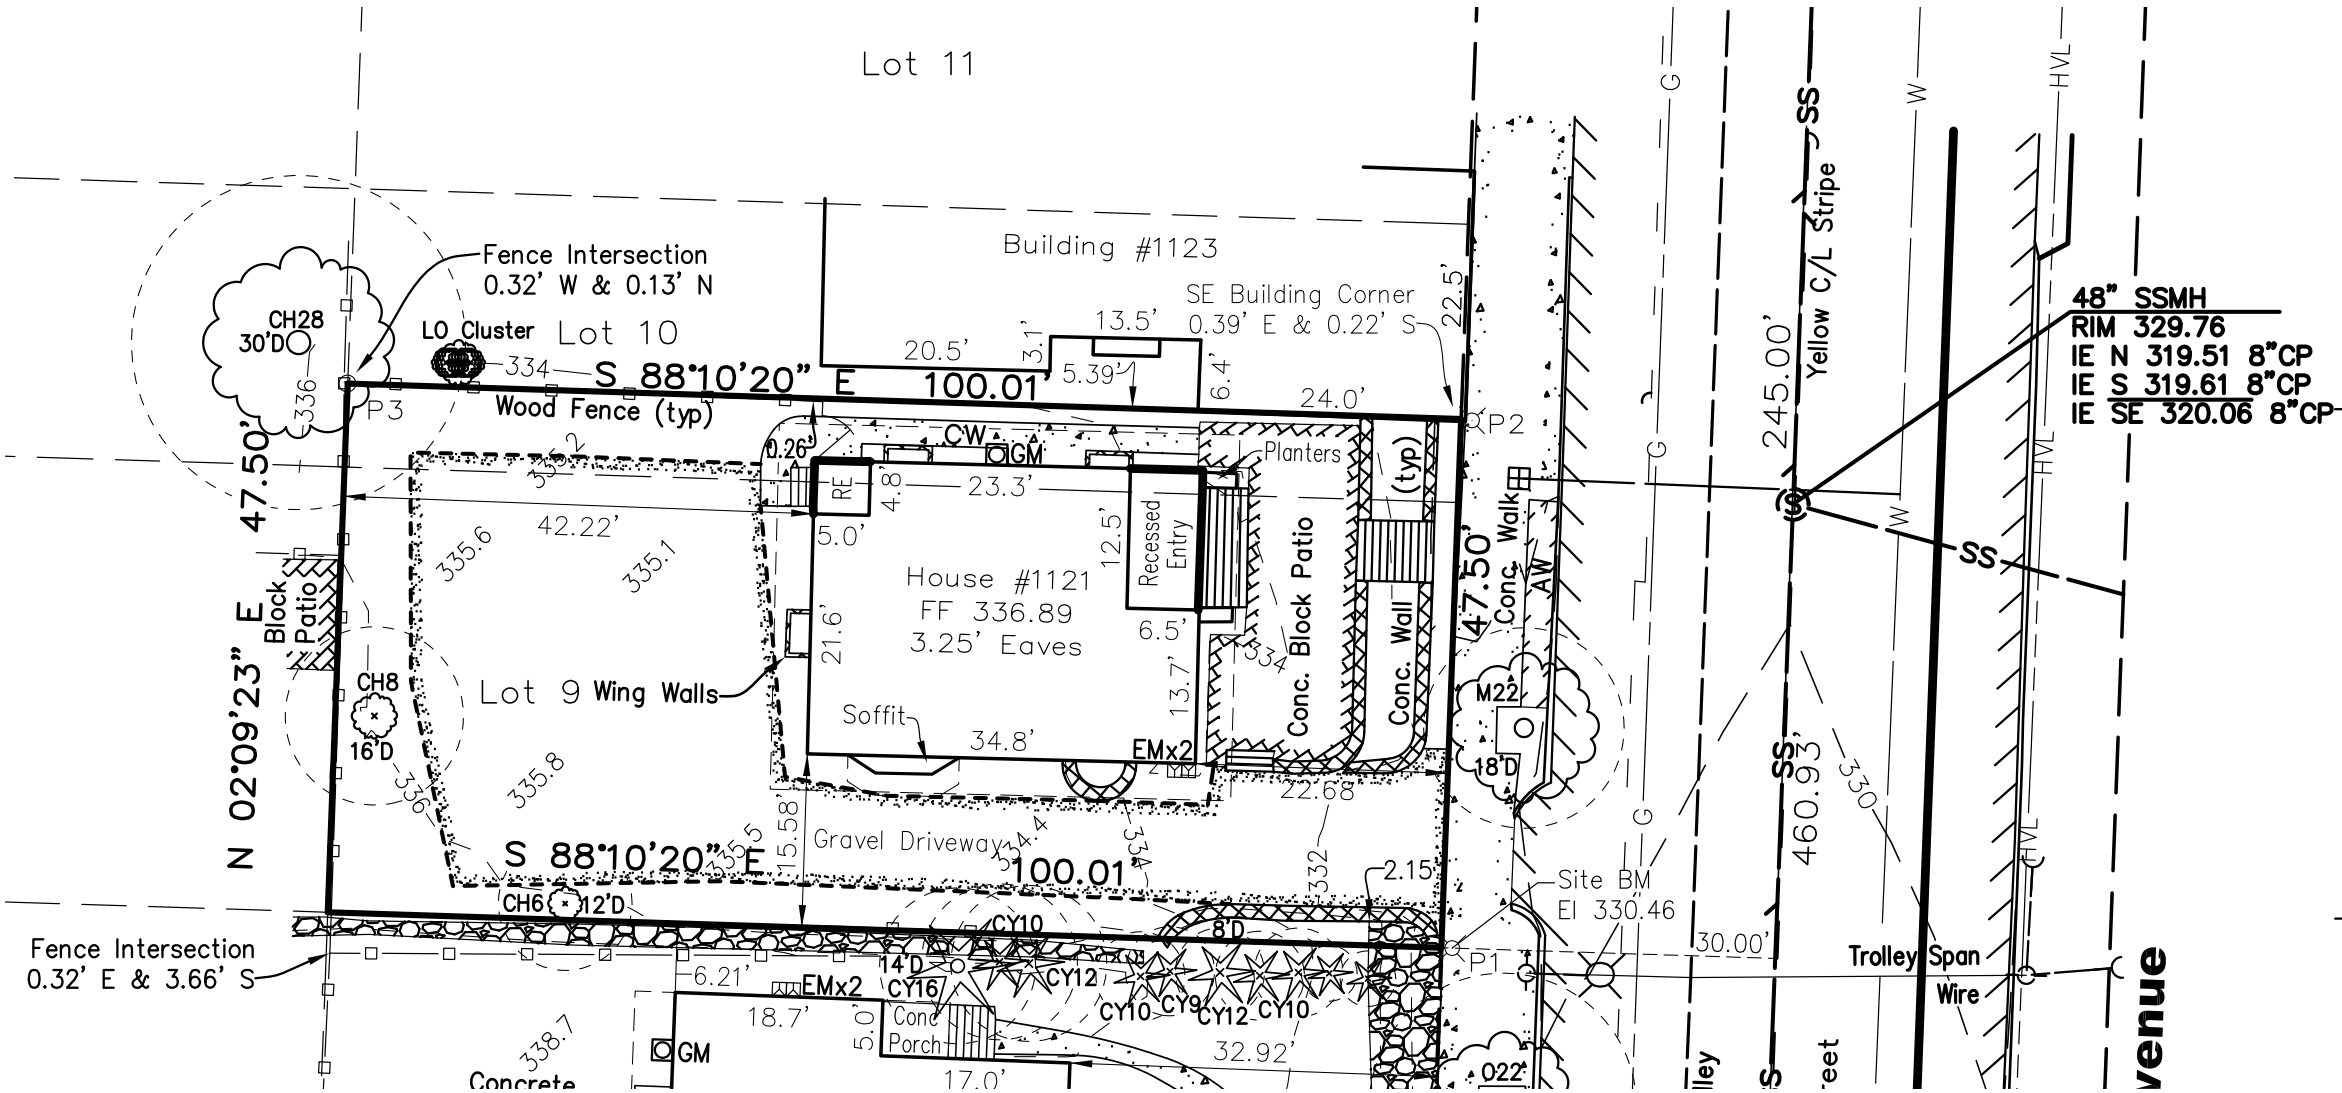 Lot 11
G
SS
W
HVL
Yellow C/L Stripe
Building #1123
22.5'
Fence Intersection
0.32' W & 0.13' N
SE Building Corner
0.39' E & 0.22' S
48" SSMH
RIM 329.76
IE N 319.51 8"CP
IE S 319.61 8"CP
IE SE 320.06 8"CP
CH28
30'D
LO Cluster
Lot 10
334
13.5'
3.1'
20.5'
5.39'
6.4'
245.00'
336
S 88°10'20" E 100.01'
24.0'
P3
Wood Fence (typ)
P2
47.50'
335.2
0.26'
CW
GM
Planters
(typ)
G
HVL
RE
4.8'
23.3'
42.22'
5.0'
12.5'
Recessed
Entry
Conc. Walk
W
335.6
335.1
House #1121
FF 336.89
3.25' Eaves
Conc. Block Patio
47.50'
AW
SS
Block
Patio
N 02°09'23" E
21.6'
6.5'
334
Conc. Wall
CH8
16'D
Lot 9
Wing Walls
13.7'
M22
18'D
Soffit
34.8'
EMx2
SS
460.93'
330
336
335.8
22.68'
15.58'
Gravel Driveway
334.4
334
G
HVL
S 88°10'20" E
335.5
100.01'
332
2.15'
Site BM
El 330.46
CH6
12'D
CY10
8'D
30.00'
Fence Intersection
0.32' E & 3.66' S
14'D
CY16
CY12
P1
Trolley Span
Wire
6.21'
EMx2
CY10
CY9
CY12
CY10
18.7'
5.0'
Conc
Porch
338.7
GM
32.92'
Concrete
17.0'
O22
lley
S
reet
venue